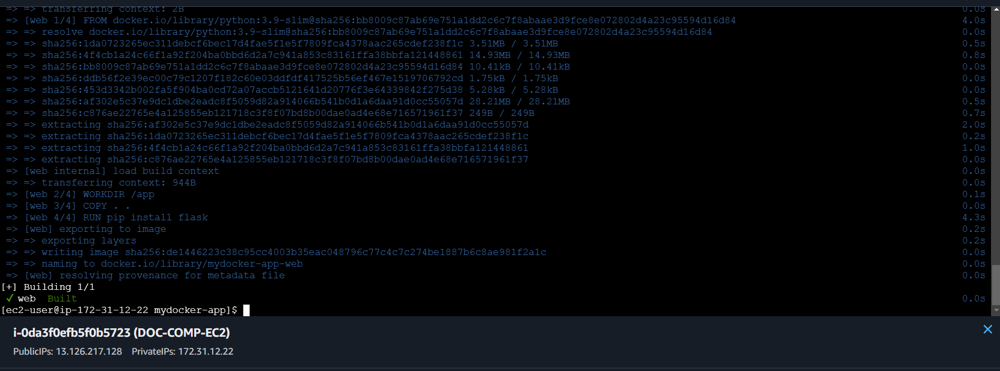 => => transferring context: 2B 0.0s
=> [web 1/4] FROM docker.io/library/python:3.9-slim@sha256:bb8009c87ab69e751a1dd2c6c7f8abaae3d9fce8e072802d4a23c95594d16d84 4.0s
=> => resolve docker.io/library/python:3.9-slim@sha256:bb8009c87ab69e751a1dd2c6c7f8abaae3d9fce8e072802d4a23c95594d16d84 0.0s
=> => sha256:1da0723265ec311debcf6bec17d4fae5f1e5f7809fca4378aac265cdef238f1c 3.51MB / 3.51MB 0.5s
=> => sha256:4f4cb1a24c66f1a92f204ba0bbd6d2a7c941a853c83161ffa38bbfa121448861 14.93MB / 14.93MB 0.8s
=> => sha256:bb8009c87ab69e751a1dd2c6c7f8abaae3d9fce8e072802d4a23c95594d16d84 10.41kB / 10.41kB 0.0s
=> => sha256:ddb56f2e39ec00c79c1207f182c60e03ddfdf417525b56ef467e1519706792cd 1.75kB / 1.75kB 0.0s
=> => sha256:453d3342b002fa5f904ba0cd72a07accb5121641d20776f3e64339842f275d38 5.28kB / 5.28kB 0.0s
=> => sha256:af302e5c37e9dc1dbe2eadc8f5059d82a914066b541b0d1a6daa91d0cc55057d 28.21MB / 28.21MB 0.5s
=> => sha256:c876ae22765e4a125855eb121718c3f8f07bd8b00dae0ad4e68e716571961f37 249B / 249B 0.7s
=> => extracting sha256:af302e5c37e9dc1dbe2eadc8f5059d82a914066b541b0d1a6daa91d0cc55057d 2.0s
=> => extracting sha256:1da0723265ec311debcf6bec17d4fae5f1e5f7809fca4378aac265cdef238f1c 0.2s
=> => extracting sha256:4f4cb1a24c66f1a92f204ba0bbd6d2a7c941a853c83161ffa38bbfa121448861 1.0s
=> => extracting sha256:c876ae22765e4a125855eb121718c3f8f07bd8b00dae0ad4e68e716571961f37 0.0s
=> [web internal] load build context 0.0s
=> => transferring context: 944B 0.0s
=> [web 2/4] WORKDIR /app 0.1s
=> [web 3/4] COPY . . 0.0s
=> [web 4/4] RUN pip install flask 4.3s
=> [web] exporting to image 0.2s
=> => exporting layers 0.2s
=> => writing image sha256:de1446223c38c95cc4003b35eac048796c77c4c7c274be1887b6c8ae981f2a1c 0.0s
=> => naming to docker.io/library/mydocker-app-web 0.0s
=> [web] resolving provenance for metadata file 0.0s
[+] Building 1/1
✓ web Built 0.0s
[ec2-user@ip-172-31-12-22 mydocker-app]$
i-0da3f0efb5f0b5723 (DOC-COMP-EC2)
PublicIPs: 13.126.217.128 PrivateIPs: 172.31.12.22